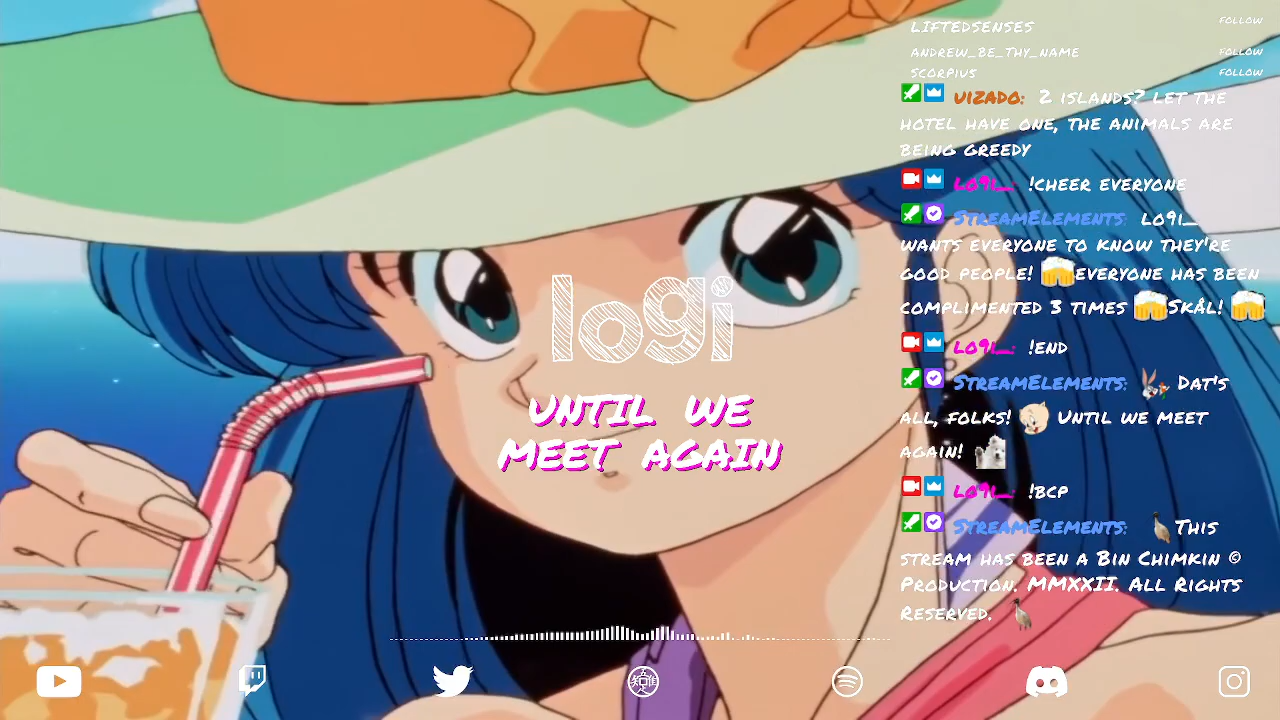 LIFTEDSENSES FOLLOW
ANDREW_BE_THY_NAME FOLLOW
SCORPIU5 FOLLOW
UIZADO: 2 ISLANDS? LET THE
HOTEL HAVE ONE, THE ANIMALS ARE
BEING GREEDY
LO9I_: !CHEER EVERYONE
STREAMELEMENTS: LO9I_
WANTS EVERYONE TO KNOW THEY'RE
GOOD PEOPLE! EVERYONE HAS BEEN
COMPLIMENTED 3 TIMES SKÅL!
LO9I_: !END
STREAMELEMENTS: DAT'S
ALL, FOLKS! UNTIL WE MEET
AGAIN!
LO9I_: !BCP
STREAMELEMENTS: THIS
STREAM HAS BEEN A BIN CHIMKIN ©
PRODUCTION. MMXXII. ALL RIGHTS
RESERVED.
lo9i
UNTIL WE
MEET AGAIN